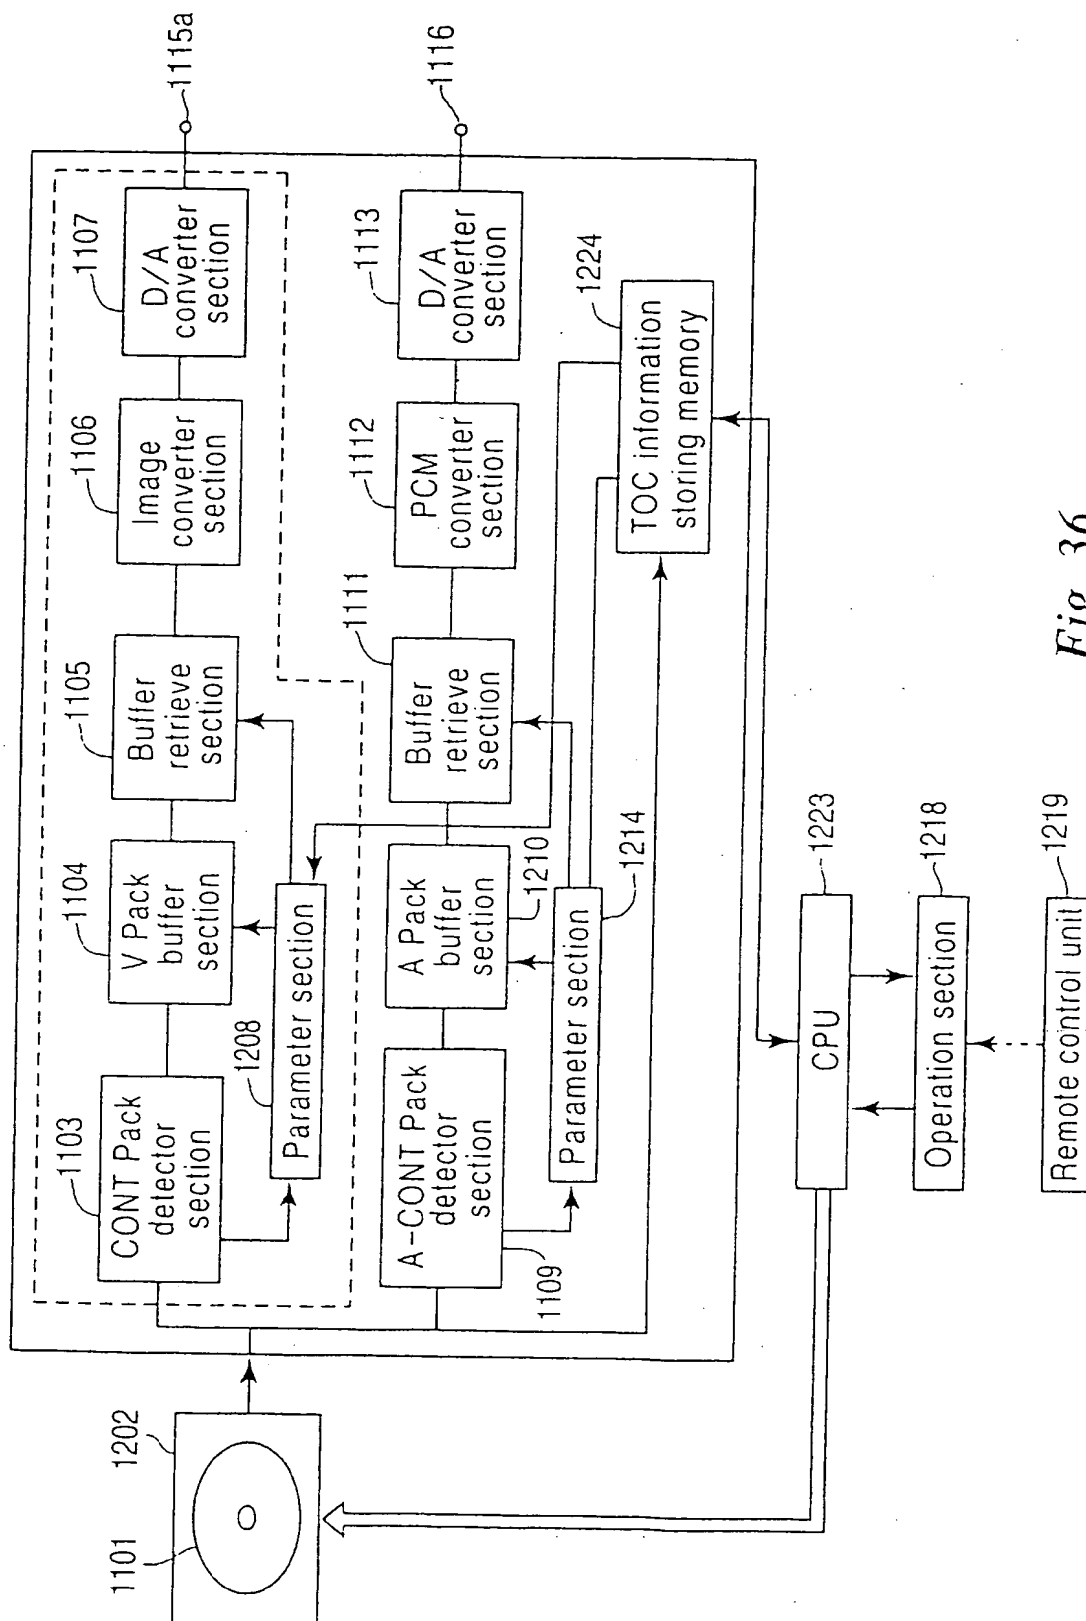 1101
1202
1103
CONT Pack
detector
section
1104
V Pack
buffer
section
1105
Buffer
retrieve
section
1106
Image
converter
section
1107
D/A
converter
section
1115a
1208
Parameter section
A-CONT Pack
detector
section
1109
A Pack
buffer
section
1210
1111
Buffer
retrieve
section
1112
PCM
converter
section
1113
D/A
converter
section
1116
Parameter section
1214
TOC information
storing memory
1224
CPU
1223
Operation section
1218
Remote control unit
1219
Fig. 36